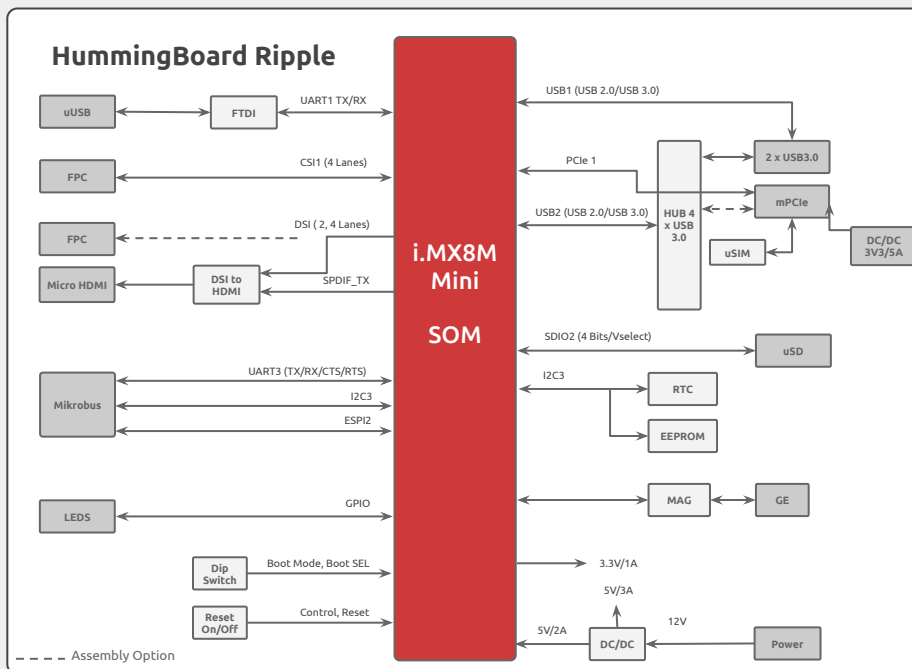 HummingBoard Ripple
uUSB
FTDI
UART1 TX/RX
FPC
CSI1 (4 Lanes)
FPC
DSI ( 2, 4 Lanes)
Micro HDMI
DSI to
HDMI
SPDIF_TX
Mikrobus
UART3 (TX/RX/CTS/RTS)
I2C3
ESPI2
LEDS
GPIO
Dip
Switch
Boot Mode, Boot SEL
Reset
On/Off
Control, Reset
Assembly Option
i.MX8M
Mini
SOM
USB1 (USB 2.0/USB 3.0)
2 x USB3.0
PCIe 1
mPCIe
HUB 4
x USB
3.0
USB2 (USB 2.0/USB 3.0)
uSIM
DC/DC
3V3/5A
SDIO2 (4 Bits/Vselect)
uSD
I2C3
RTC
EEPROM
MAG
GE
3.3V/1A
5V/3A
5V/2A
DC/DC
12V
Power